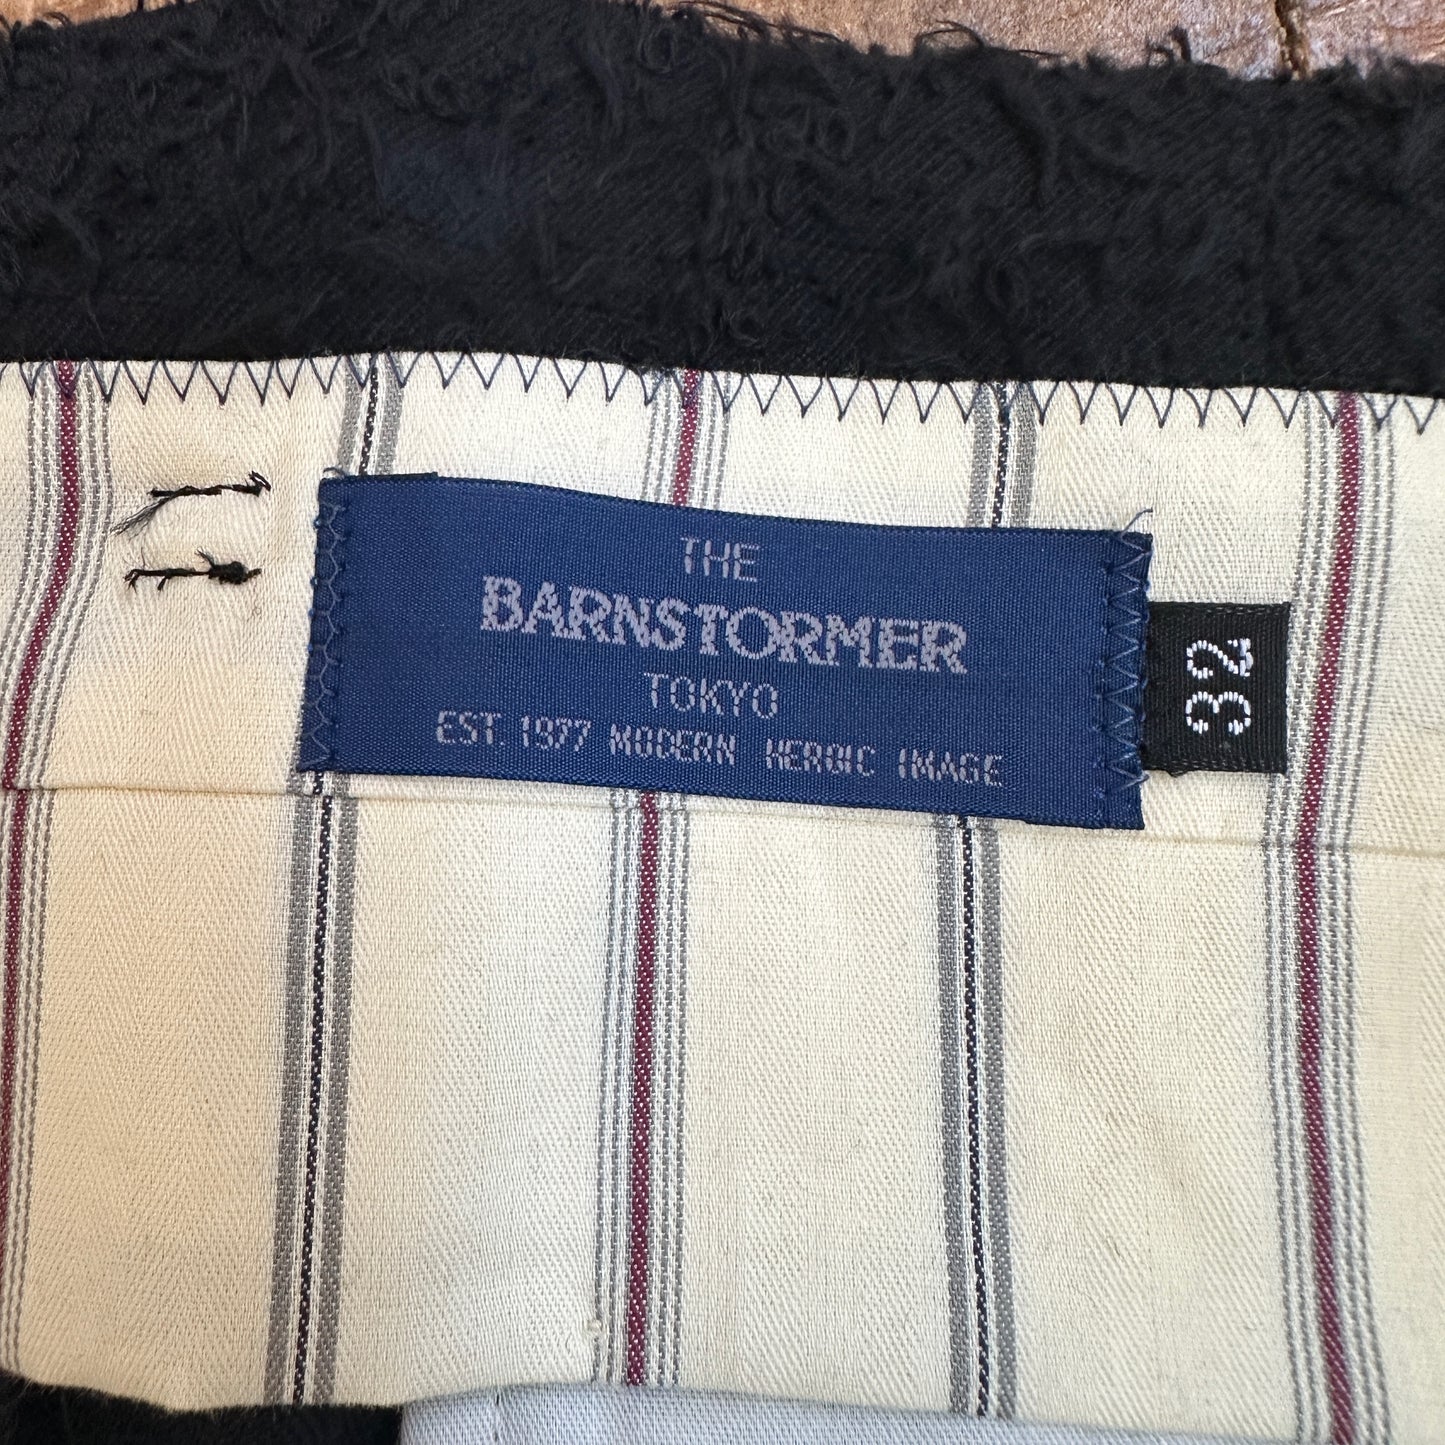 THE
BARNSTORMER
TOKYO
EST. 1977 MODERN HEROIC IMAGE
32